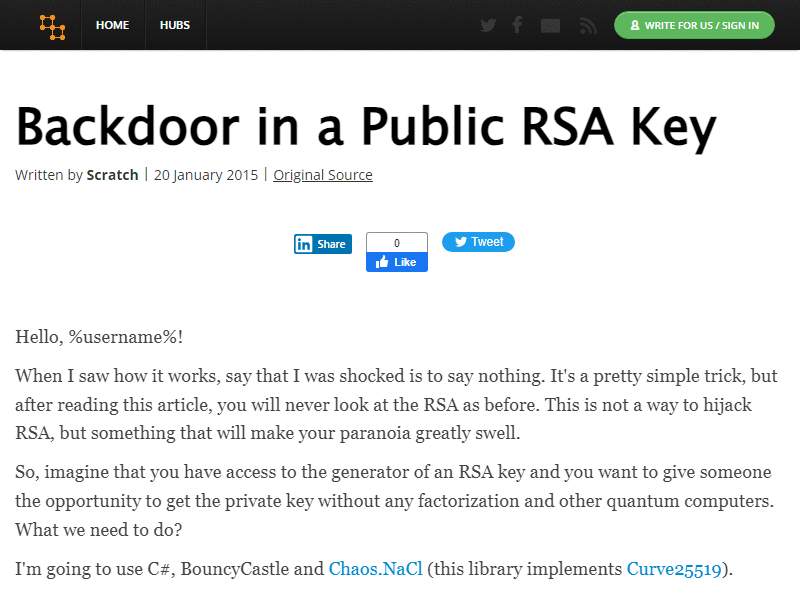 HOME HUBS WRITE FOR US / SIGN IN
Backdoor in a Public RSA Key
Written by Scratch | 20 January 2015 | Original Source
in Share 0 Tweet
Like
Hello, %username%!
When I saw how it works, say that I was shocked is to say nothing. It's a pretty simple trick, but
after reading this article, you will never look at the RSA as before. This is not a way to hijack
RSA, but something that will make your paranoia greatly swell.
So, imagine that you have access to the generator of an RSA key and you want to give someone
the opportunity to get the private key without any factorization and other quantum computers.
What we need to do?
I'm going to use C#, BouncyCastle and Chaos.NaCl (this library implements Curve25519).